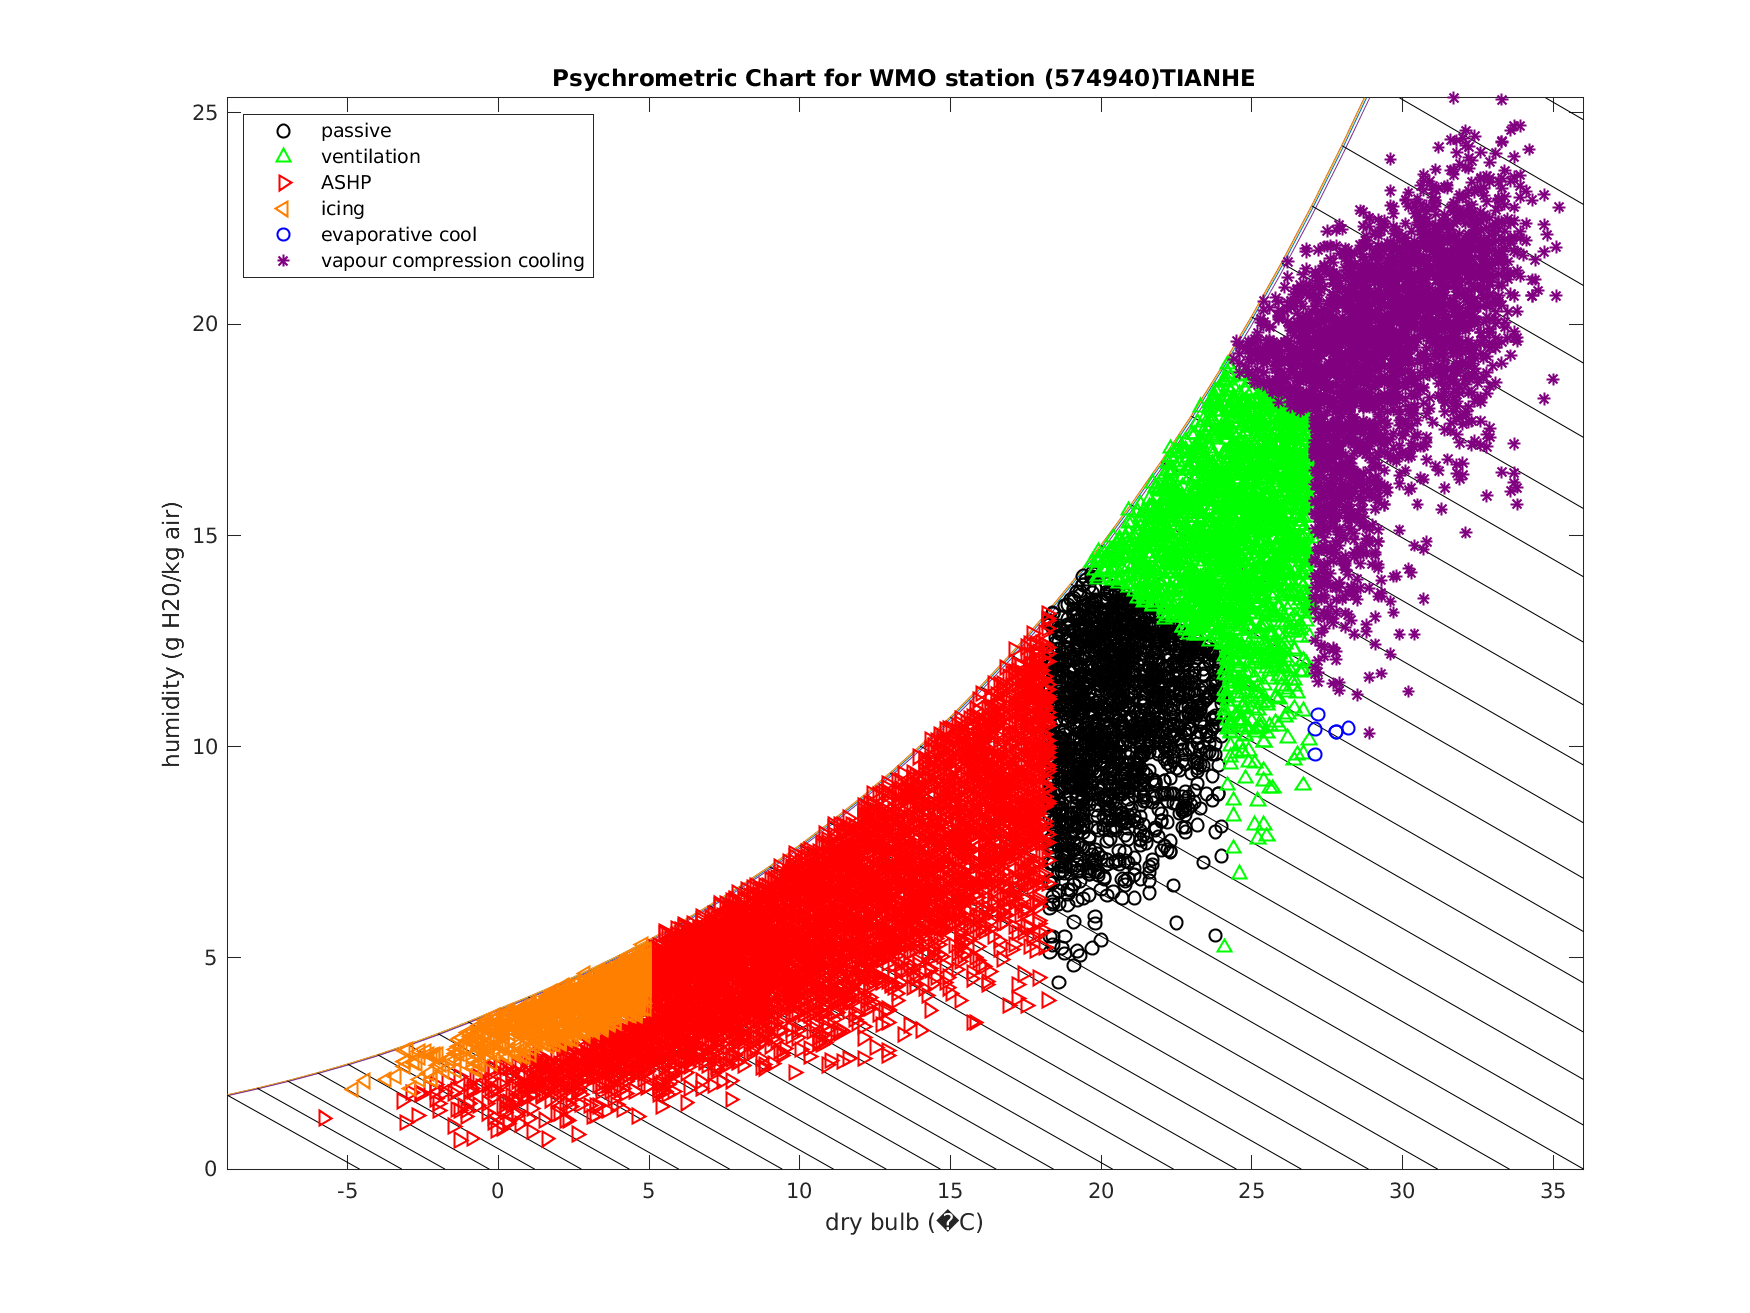 Psychrometric Chart for WMO station (574940)TIANHE
passive
ventilation
ASHP
icing
evaporative cool
vapour compression cooling
25
20
15
10
5
0
humidity (g H20/kg air)
-5 0 5 10 15 20 25 30 35
dry bulb (�C)